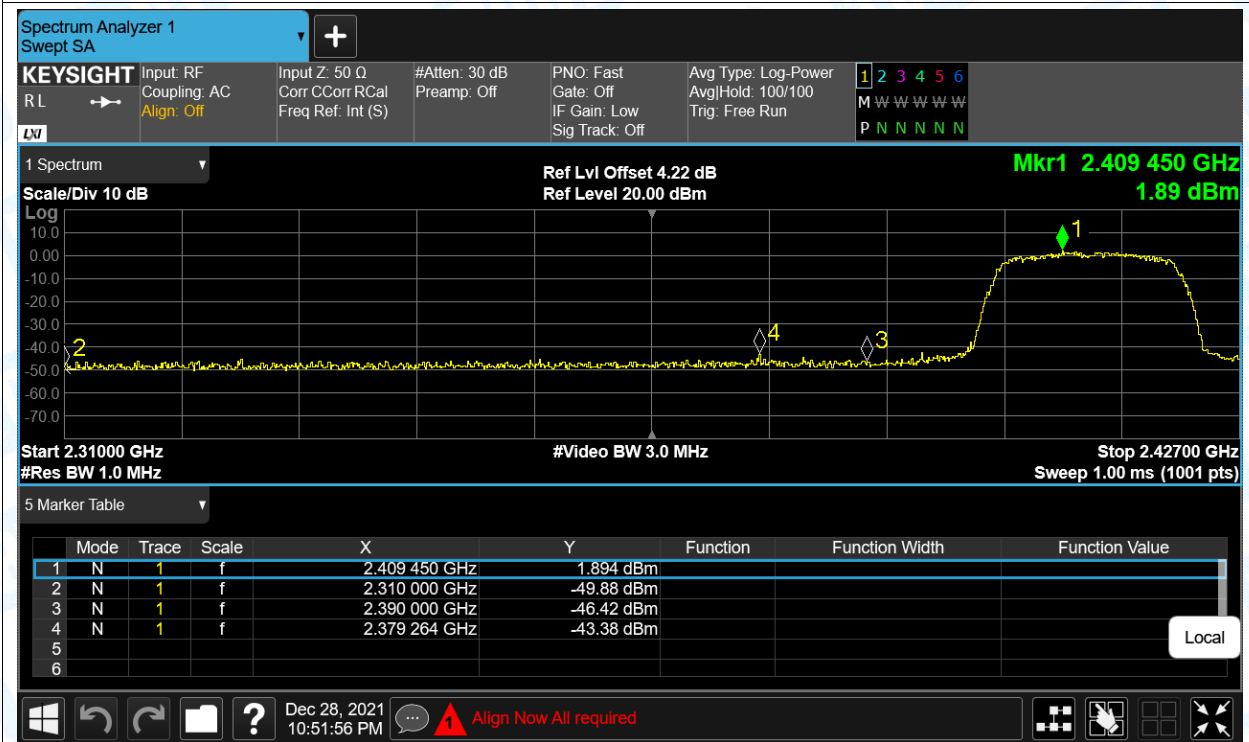 Spectrum Analyzer 1
Swept SA
KEYSIGHT
R L
LXI
Input: RF
Coupling: AC
Align: Off
Input Z: 50 Ω
Corr CCorr RCal
Freq Ref: Int (S)
#Atten: 30 dB
Preamp: Off
PNO: Fast
Gate: Off
IF Gain: Low
Sig Track: Off
Avg Type: Log-Power
Avg|Hold: 100/100
Trig: Free Run
1 2 3 4 5 6
M W W W W W
P N N N N N
1 Spectrum
Scale/Div 10 dB
Ref Lvl Offset 4.22 dB
Ref Level 20.00 dBm
Mkr1 2.409 450 GHz
1.89 dBm
Log
10.0
0.00
-10.0
-20.0
-30.0
-40.0
-50.0
-60.0
-70.0
1
2
4
3
Start 2.31000 GHz
#Video BW 3.0 MHz
Stop 2.42700 GHz
#Res BW 1.0 MHz
Sweep 1.00 ms (1001 pts)
5 Marker Table
Mode Trace Scale X Y Function Function Width Function Value
1 N 1 f 2.409 450 GHz 1.894 dBm
2 N 1 f 2.310 000 GHz -49.88 dBm
3 N 1 f 2.390 000 GHz -46.42 dBm
4 N 1 f 2.379 264 GHz -43.38 dBm
5
6
Local
?
Dec 28, 2021
10:51:56 PM
1
Align Now All required